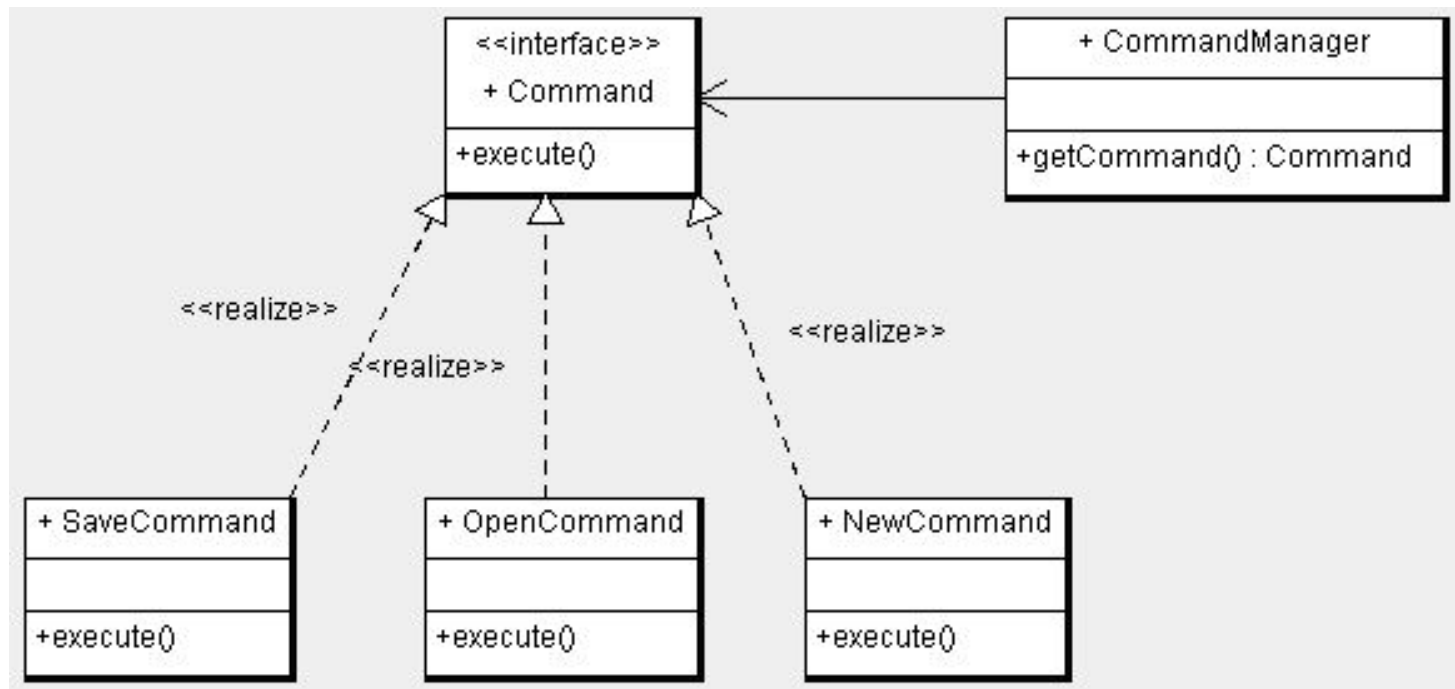 <<interface>>
+ Command
+execute()
+ CommandManager
+getCommand() : Command
<<realize>>
<<realize>>
<<realize>>
+ SaveCommand
+execute()
+ OpenCommand
+execute()
+ NewCommand
+execute()